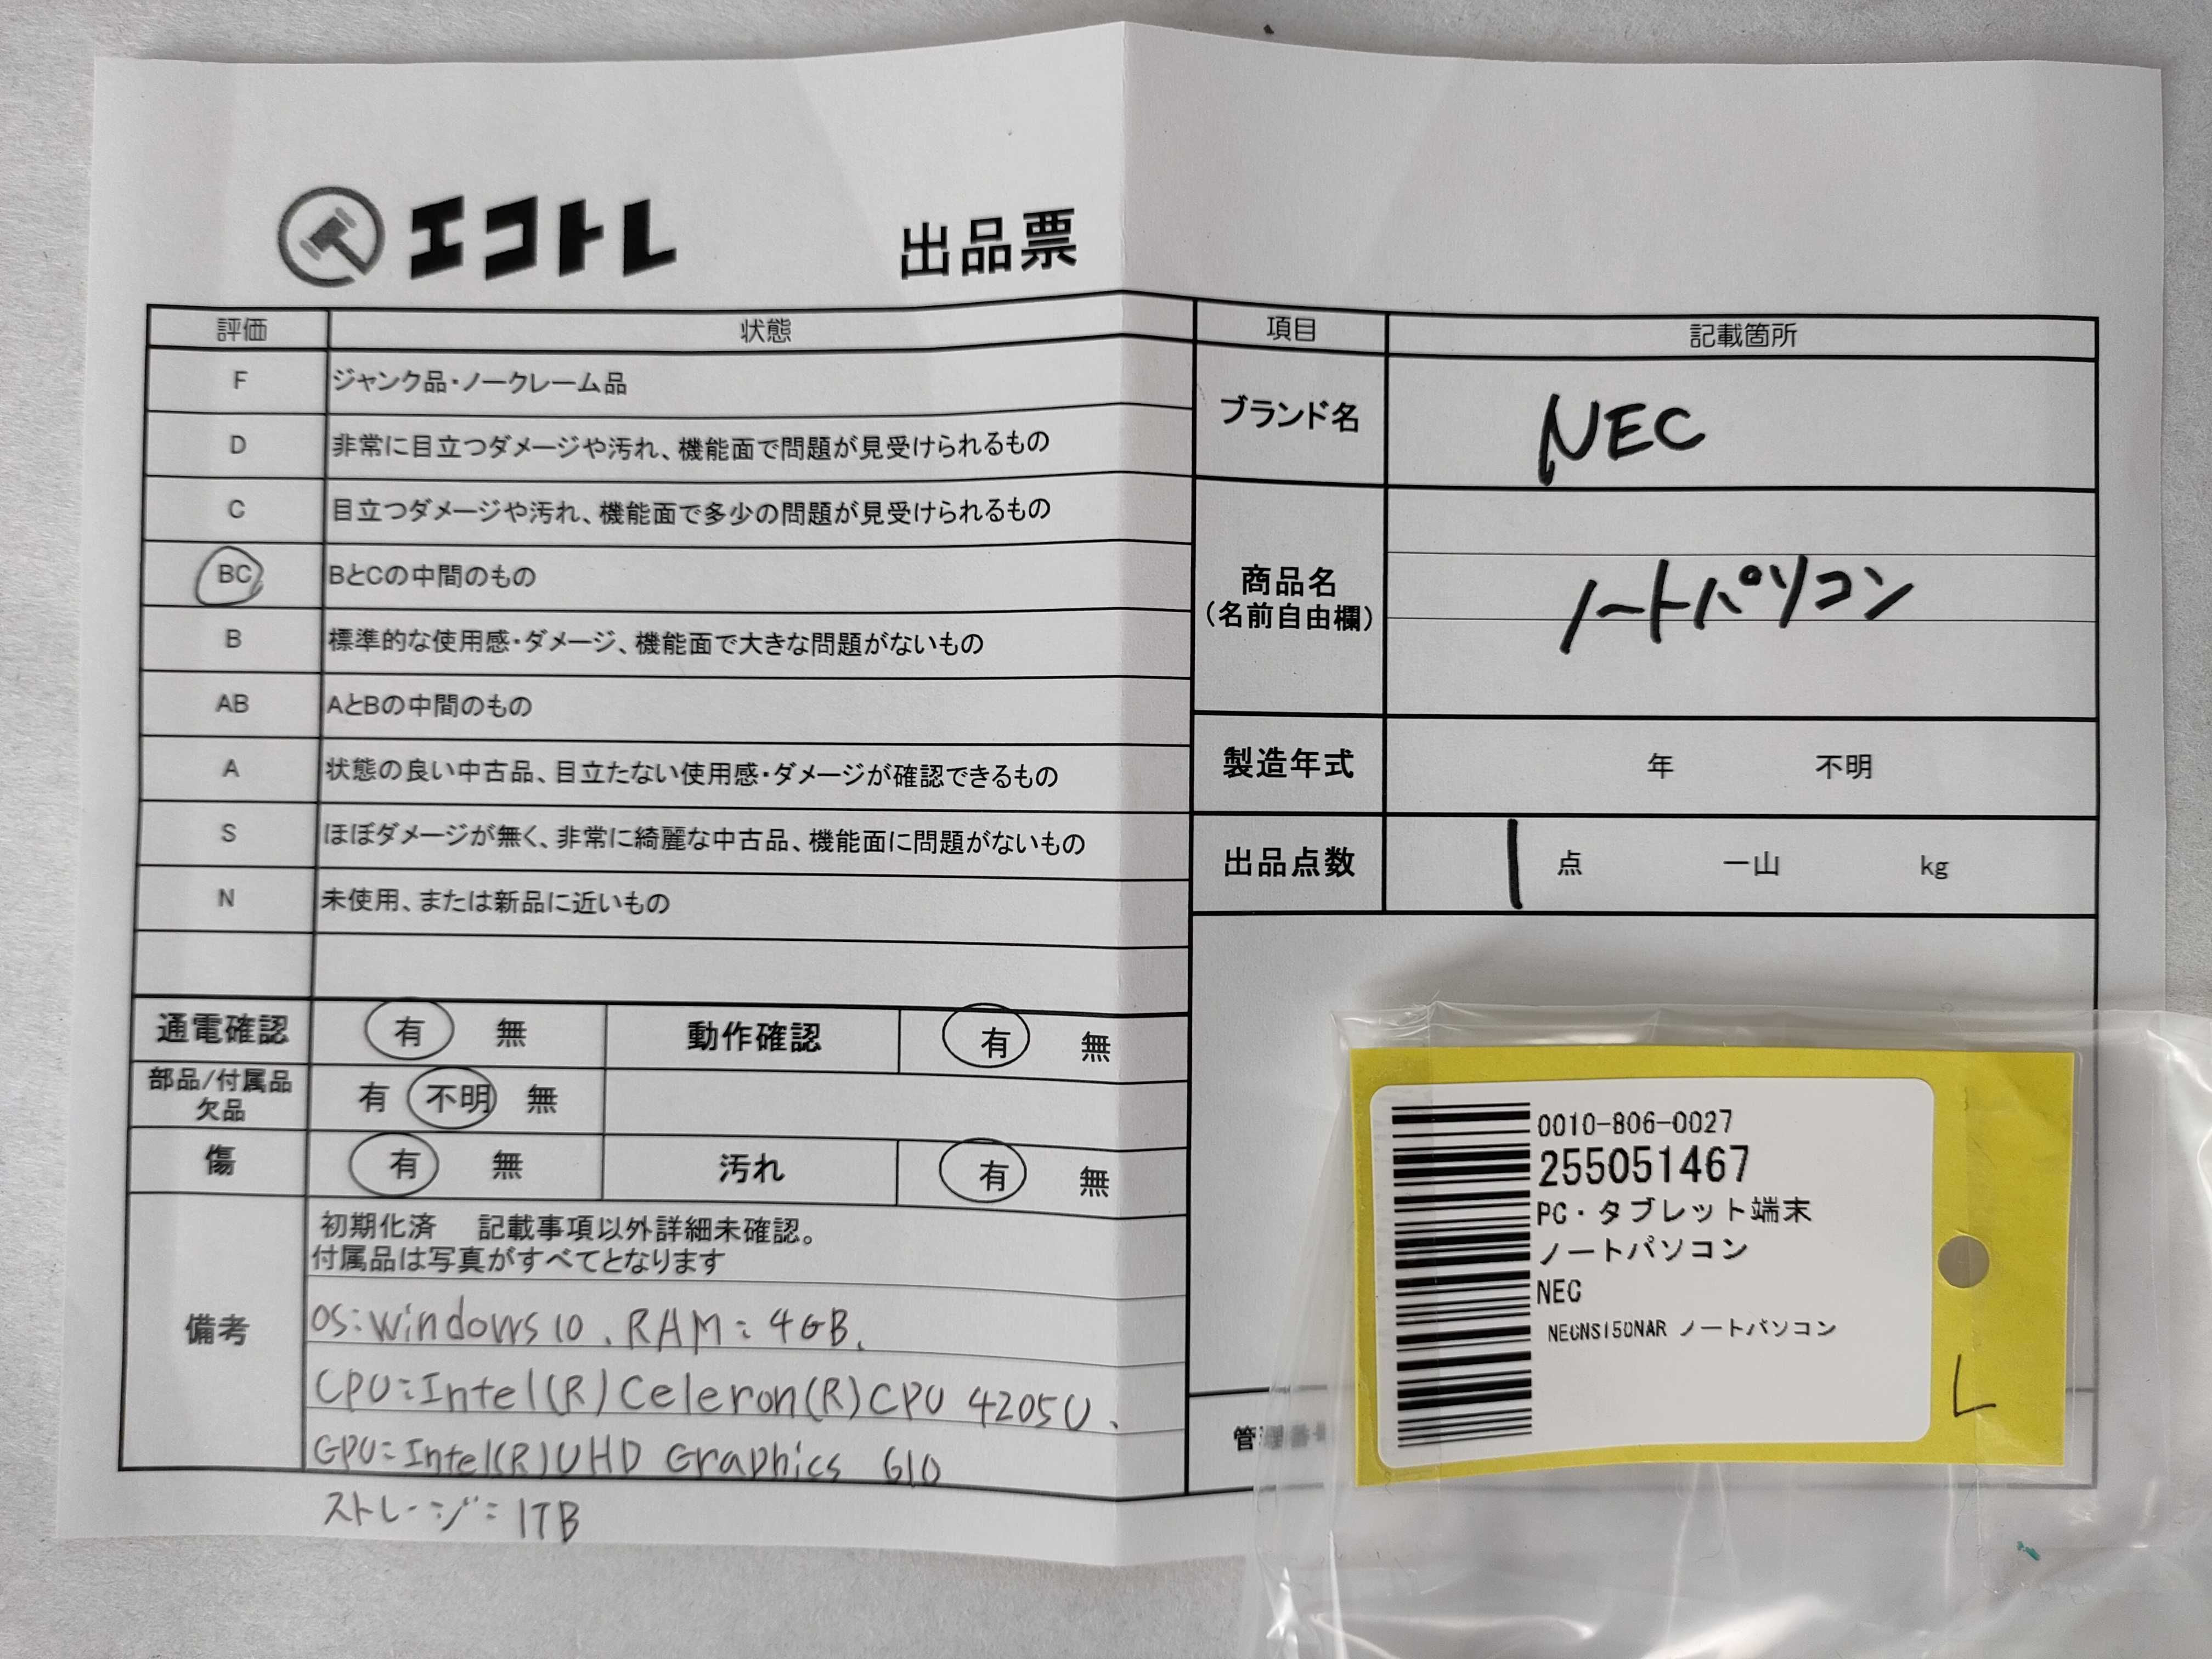 エコトレ 出品票
評価 状態
F ジャンク品・ノークレーム品
D 非常に目立つダメージや汚れ、機能面で問題が見受けられるもの
C 目立つダメージや汚れ、機能面で多少の問題が見受けられるもの
BC BとCの中間のもの
B 標準的な使用感・ダメージ、機能面で大きな問題がないもの
AB AとBの中間のもの
A 状態の良い中古品、目立たない使用感・ダメージが確認できるもの
S ほぼダメージが無く、非常に綺麗な中古品、機能面に問題がないもの
N 未使用、または新品に近いもの
通電確認 有 無 動作確認 有 無
部品/付属品
欠品
有 不明 無
傷 有 無 汚れ 有 無
備考
初期化済 記載事項以外詳細未確認。
付属品は写真がすべてとなります
OS:Windows10、RAM:4GB、
CPU:Intel(R)Celeron(R)CPU 4205U、
GPU:Intel(R)UHD Graphics 610
ストレージ:1TB
項目 記載箇所
ブランド名 NEC
商品名
(名前自由欄)
ノートパソコン
製造年式 年 不明
出品点数 1 点 一山 kg
管理番号
0010-806-0027
255051467
PC・タブレット端末
ノートパソコン
NEC
NECNS150NAR ノートパソコン
L